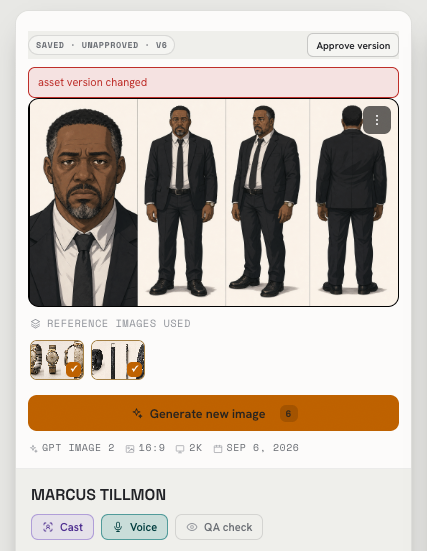 SAVED · UNAPPROVED · V6
Approve version
asset version changed
REFERENCE IMAGES USED
Generate new image 6
GPT IMAGE 2 16:9 2K SEP 6, 2026
MARCUS TILLMON
Cast Voice QA check